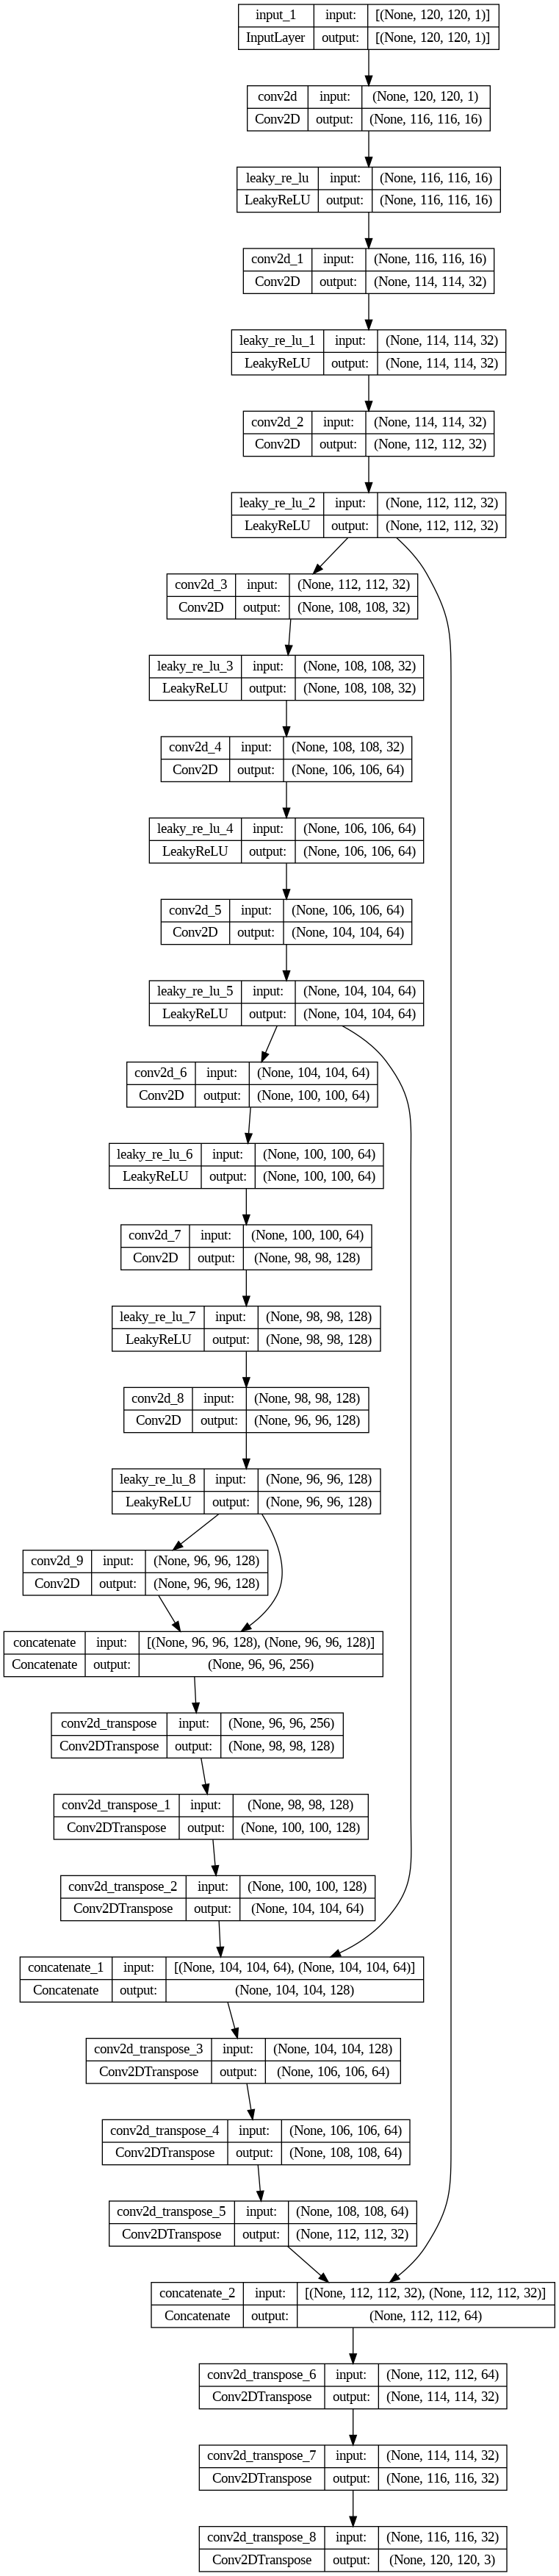 input_1 input: [(None, 120, 120, 1)]
InputLayer output: [(None, 120, 120, 1)]
conv2d input: (None, 120, 120, 1)
Conv2D output: (None, 116, 116, 16)
leaky_re_lu input: (None, 116, 116, 16)
LeakyReLU output: (None, 116, 116, 16)
conv2d_1 input: (None, 116, 116, 16)
Conv2D output: (None, 114, 114, 32)
leaky_re_lu_1 input: (None, 114, 114, 32)
LeakyReLU output: (None, 114, 114, 32)
conv2d_2 input: (None, 114, 114, 32)
Conv2D output: (None, 112, 112, 32)
leaky_re_lu_2 input: (None, 112, 112, 32)
LeakyReLU output: (None, 112, 112, 32)
conv2d_3 input: (None, 112, 112, 32)
Conv2D output: (None, 108, 108, 32)
leaky_re_lu_3 input: (None, 108, 108, 32)
LeakyReLU output: (None, 108, 108, 32)
conv2d_4 input: (None, 108, 108, 32)
Conv2D output: (None, 106, 106, 64)
leaky_re_lu_4 input: (None, 106, 106, 64)
LeakyReLU output: (None, 106, 106, 64)
conv2d_5 input: (None, 106, 106, 64)
Conv2D output: (None, 104, 104, 64)
leaky_re_lu_5 input: (None, 104, 104, 64)
LeakyReLU output: (None, 104, 104, 64)
conv2d_6 input: (None, 104, 104, 64)
Conv2D output: (None, 100, 100, 64)
leaky_re_lu_6 input: (None, 100, 100, 64)
LeakyReLU output: (None, 100, 100, 64)
conv2d_7 input: (None, 100, 100, 64)
Conv2D output: (None, 98, 98, 128)
leaky_re_lu_7 input: (None, 98, 98, 128)
LeakyReLU output: (None, 98, 98, 128)
conv2d_8 input: (None, 98, 98, 128)
Conv2D output: (None, 96, 96, 128)
leaky_re_lu_8 input: (None, 96, 96, 128)
LeakyReLU output: (None, 96, 96, 128)
conv2d_9 input: (None, 96, 96, 128)
Conv2D output: (None, 96, 96, 128)
concatenate input: [(None, 96, 96, 128), (None, 96, 96, 128)]
Concatenate output: (None, 96, 96, 256)
conv2d_transpose input: (None, 96, 96, 256)
Conv2DTranspose output: (None, 98, 98, 128)
conv2d_transpose_1 input: (None, 98, 98, 128)
Conv2DTranspose output: (None, 100, 100, 128)
conv2d_transpose_2 input: (None, 100, 100, 128)
Conv2DTranspose output: (None, 104, 104, 64)
concatenate_1 input: [(None, 104, 104, 64), (None, 104, 104, 64)]
Concatenate output: (None, 104, 104, 128)
conv2d_transpose_3 input: (None, 104, 104, 128)
Conv2DTranspose output: (None, 106, 106, 64)
conv2d_transpose_4 input: (None, 106, 106, 64)
Conv2DTranspose output: (None, 108, 108, 64)
conv2d_transpose_5 input: (None, 108, 108, 64)
Conv2DTranspose output: (None, 112, 112, 32)
concatenate_2 input: [(None, 112, 112, 32), (None, 112, 112, 32)]
Concatenate output: (None, 112, 112, 64)
conv2d_transpose_6 input: (None, 112, 112, 64)
Conv2DTranspose output: (None, 114, 114, 32)
conv2d_transpose_7 input: (None, 114, 114, 32)
Conv2DTranspose output: (None, 116, 116, 32)
conv2d_transpose_8 input: (None, 116, 116, 32)
Conv2DTranspose output: (None, 120, 120, 3)